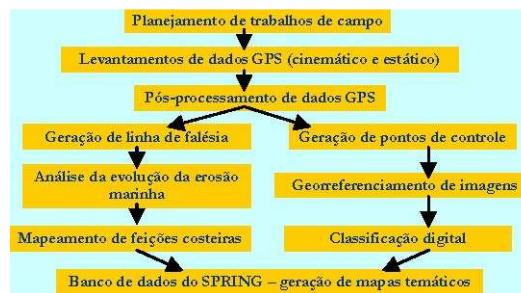 Planejamento de trabalhos de campo
Levantamentos de dados GPS (cinemático e estático)
Pós-processamento de dados GPS
Geração de linha de falésia
Geração de pontos de controle
Análise da evolução da erosão
marinha
Georreferenciamento de imagens
Mapeamento de feições costeiras
Classificação digital
Banco de dados do SPRING – geração de mapas temáticos